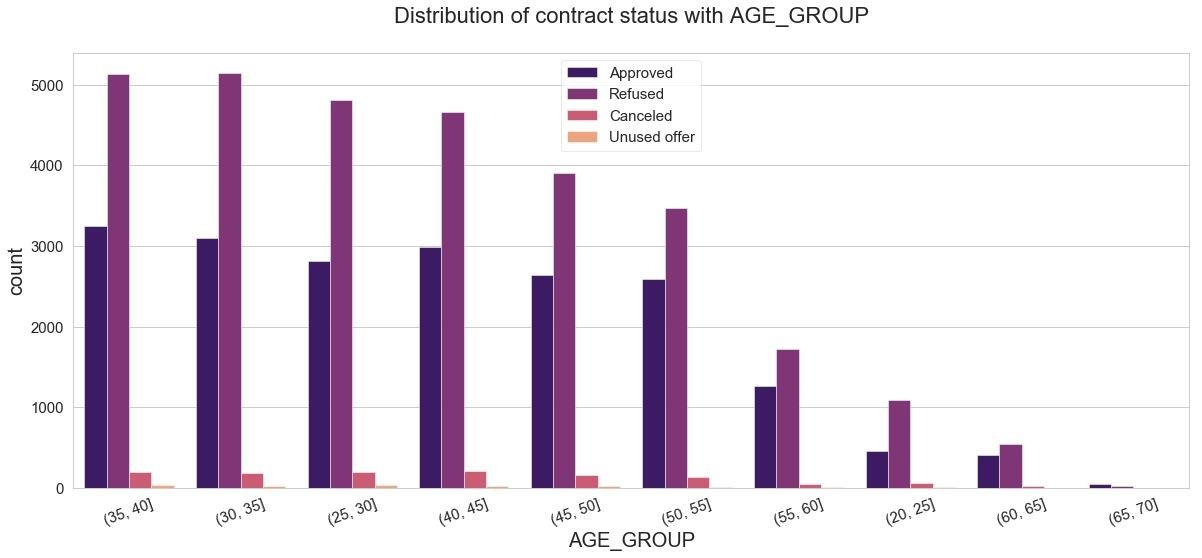 Distribution of contract status with AGE_GROUP
Approved
Refused
Canceled
Unused offer
5000
4000
3000
2000
1000
0
count
(35, 40]
(30, 35]
(25, 30]
(40, 45]
(45, 50]
(50, 55]
(55, 60]
(20, 25]
(60, 65]
(65, 70]
AGE_GROUP